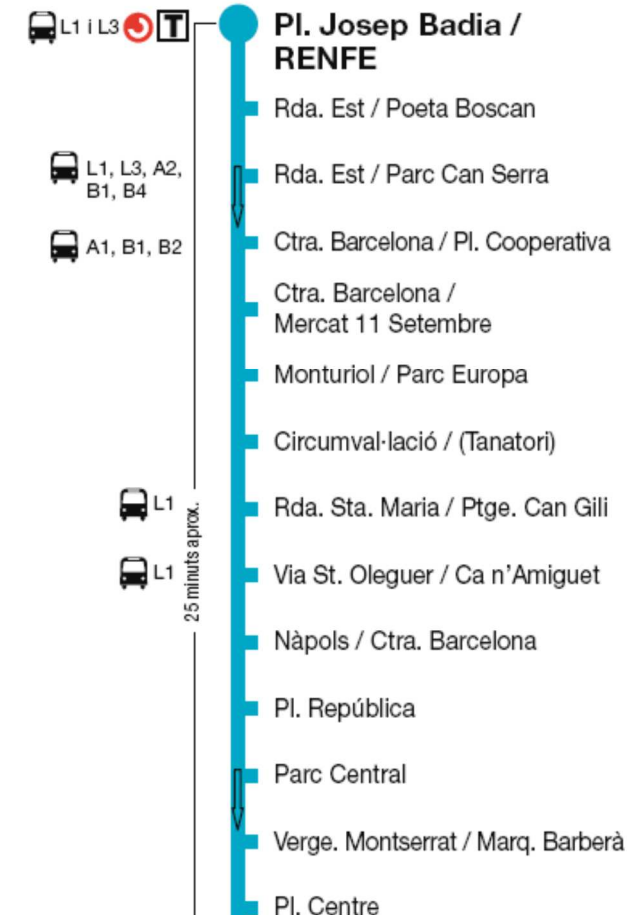 L1 i L3
T
Pl. Josep Badia /
RENFE
Rda. Est / Poeta Boscan
L1, L3, A2,
B1, B4
Rda. Est / Parc Can Serra
A1, B1, B2
Ctra. Barcelona / Pl. Cooperativa
Ctra. Barcelona /
Mercat 11 Setembre
Monturiol / Parc Europa
Circumval·lació / (Tanatori)
L1
Rda. Sta. Maria / Ptge. Can Gili
25 minuts aprox.
L1
Via St. Oleguer / Ca n'Amiguet
Nàpols / Ctra. Barcelona
Pl. República
Parc Central
Verge. Montserrat / Marq. Barberà
Pl. Centre